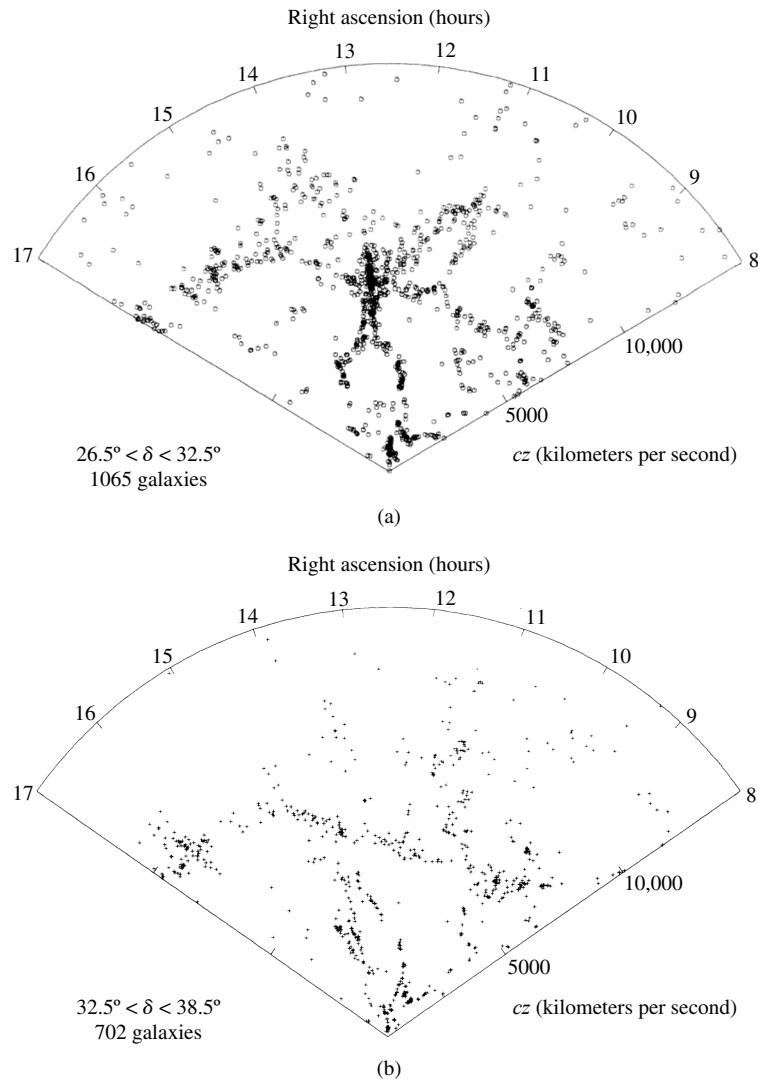 Right ascension (hours)
13
12
14
11
15
10
16
9
17
8
10,000
5000
26.5º < δ < 32.5º
1065 galaxies
cz (kilometers per second)
(a)
Right ascension (hours)
13
12
14
11
15
10
16
9
17
8
10,000
5000
32.5º < δ < 38.5º
702 galaxies
cz (kilometers per second)
(b)